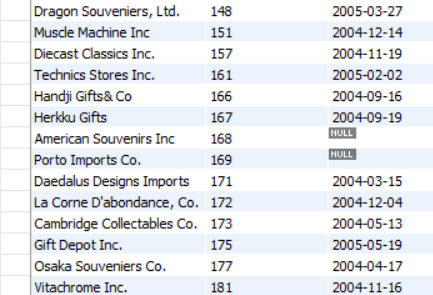 Dragon Souveniers, Ltd. 148 2005-03-27
Muscle Machine Inc 151 2004-12-14
Diecast Classics Inc. 157 2004-11-19
Technics Stores Inc. 161 2005-02-02
Handji Gifts& Co 166 2004-09-16
Herkku Gifts 167 2004-09-19
American Souvenirs Inc 168 NULL
Porto Imports Co. 169 NULL
Daedalus Designs Imports 171 2004-03-15
La Corne D'abondance, Co. 172 2004-12-04
Cambridge Collectables Co. 173 2004-05-13
Gift Depot Inc. 175 2005-05-19
Osaka Souveniers Co. 177 2004-04-17
Vitachrome Inc. 181 2004-11-16